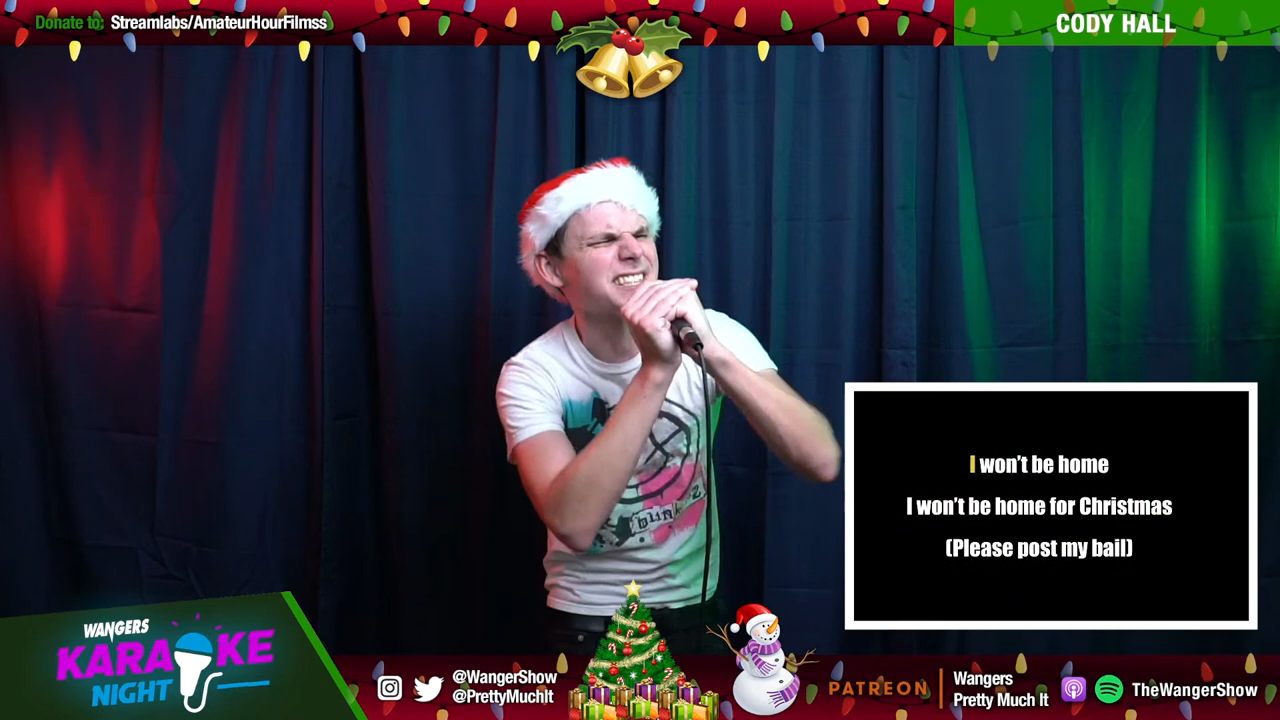 Donate to: Streamlabs/AmateurHourFilmss
CODY HALL
blink
I won't be home
I won't be home for Christmas
(Please post my bail)
WANGERS
KARAOKE
NIGHT
@WangerShow
@PrettyMuchIt
PATREON
Wangers
Pretty Much It
TheWangerShow